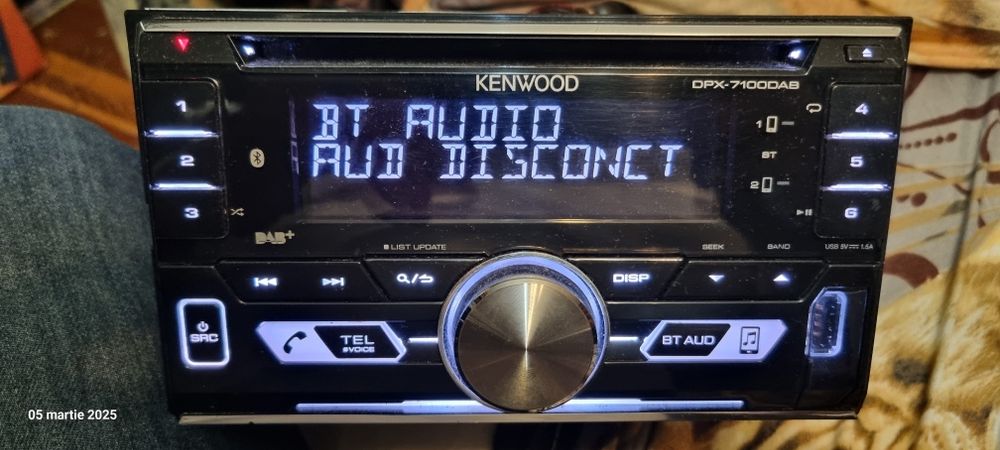 KENWOOD
DPX-7100DAB
BT AUDIO
AUD DISCONCT
1
2
3
4
5
6
1
BT
2
DAB+
LIST UPDATE
SEEK
BAND
USB 5V 1.5A
DISP
SRC
TEL
VOICE
BT AUD
05 martie 2025